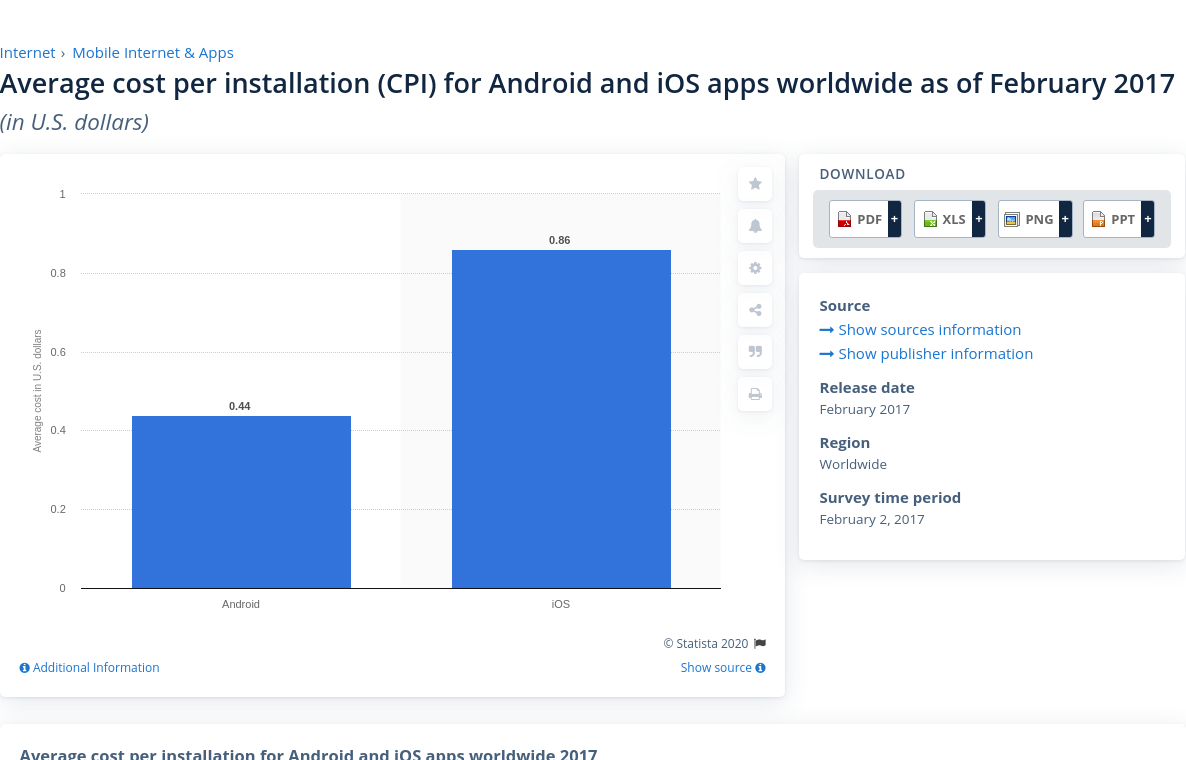 Internet › Mobile Internet & Apps
Average cost per installation (CPI) for Android and iOS apps worldwide as of February 2017
(in U.S. dollars)
1
0.8
0.6
0.4
0.2
0
Average cost in U.S. dollars
0.44
0.86
Android
iOS
© Statista 2020
Additional Information
Show source
DOWNLOAD
PDF +
XLS +
PNG +
PPT +
Source
Show sources information
Show publisher information
Release date
February 2017
Region
Worldwide
Survey time period
February 2, 2017
Average cost per installation for Android and iOS apps worldwide 2017